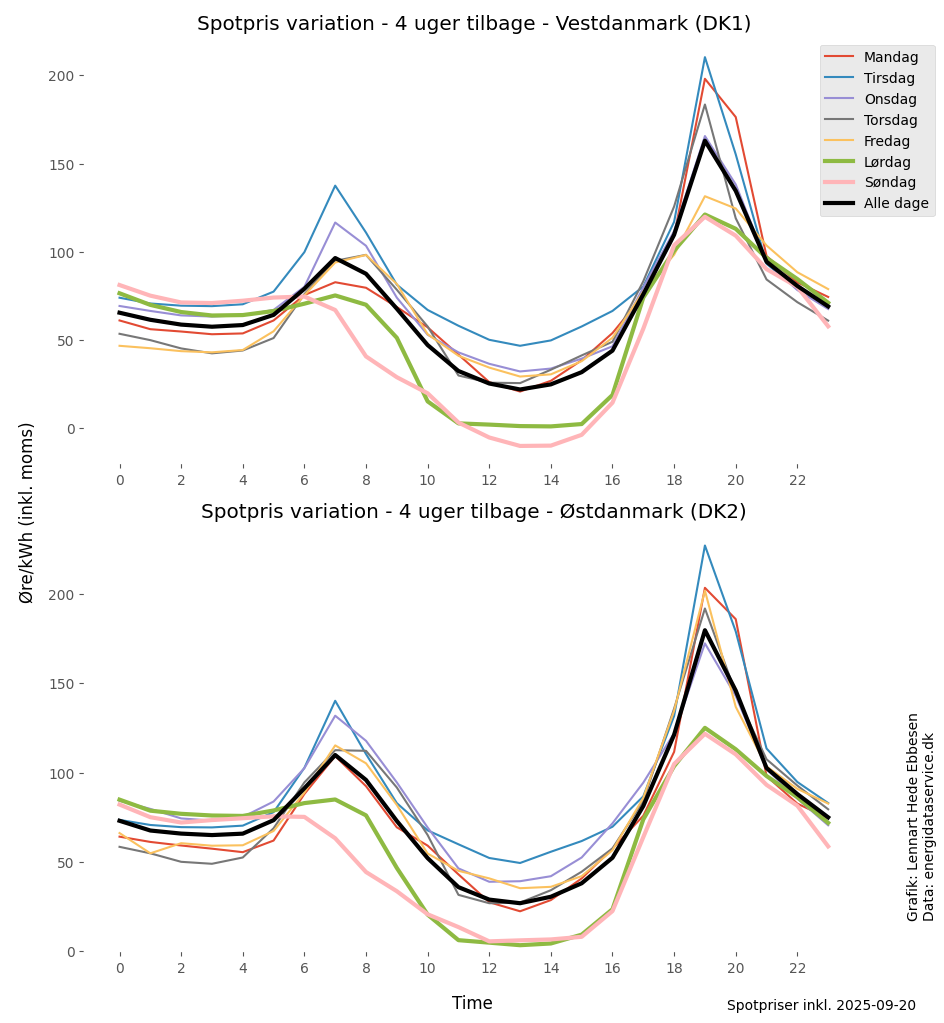 Spotpris variation - 4 uger tilbage - Vestdanmark (DK1)
200
150
100
50
0
0 2 4 6 8 10 12 14 16 18 20 22
Mandag
Tirsdag
Onsdag
Torsdag
Fredag
Lørdag
Søndag
Alle dage
Øre/kWh (inkl. moms)
Spotpris variation - 4 uger tilbage - Østdanmark (DK2)
200
150
100
50
0
0 2 4 6 8 10 12 14 16 18 20 22
Time
Grafik: Lennart Hede Ebbesen
Data: energidataservice.dk
Spotpriser inkl. 2025-09-20